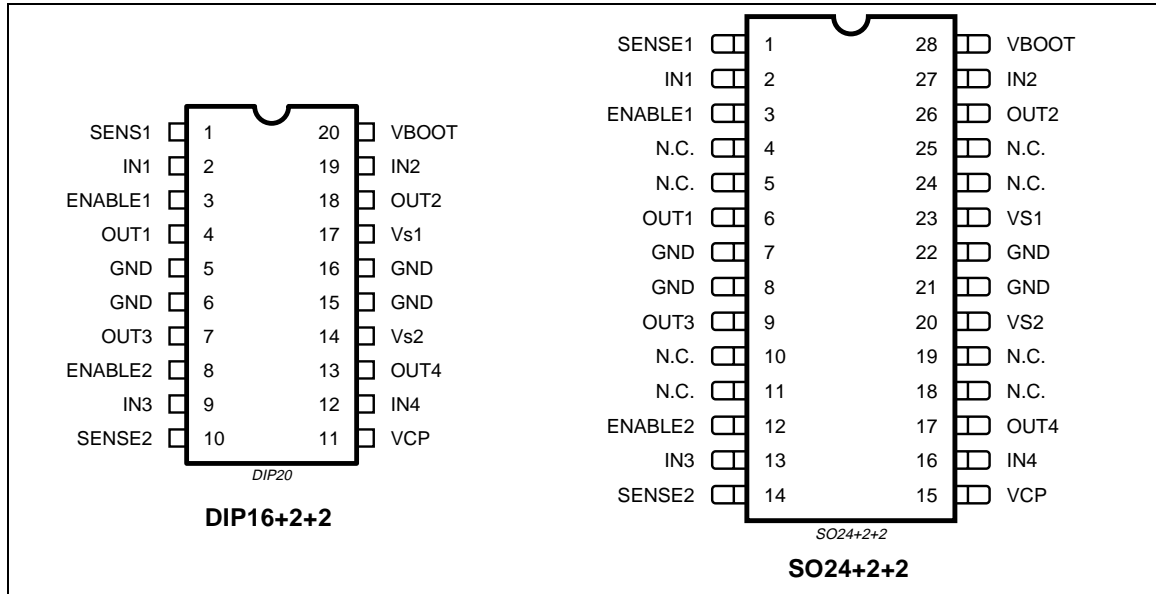 SENS1 1 20 VBOOT
IN1 2 19 IN2
ENABLE1 3 18 OUT2
OUT1 4 17 Vs1
GND 5 16 GND
GND 6 15 GND
OUT3 7 14 Vs2
ENABLE2 8 13 OUT4
IN3 9 12 IN4
SENSE2 10 11 VCP
DIP20
DIP16+2+2
SENSE1 1 28 VBOOT
IN1 2 27 IN2
ENABLE1 3 26 OUT2
N.C. 4 25 N.C.
N.C. 5 24 N.C.
OUT1 6 23 VS1
GND 7 22 GND
GND 8 21 GND
OUT3 9 20 VS2
N.C. 10 19 N.C.
N.C. 11 18 N.C.
ENABLE2 12 17 OUT4
IN3 13 16 IN4
SENSE2 14 15 VCP
SO24+2+2
SO24+2+2